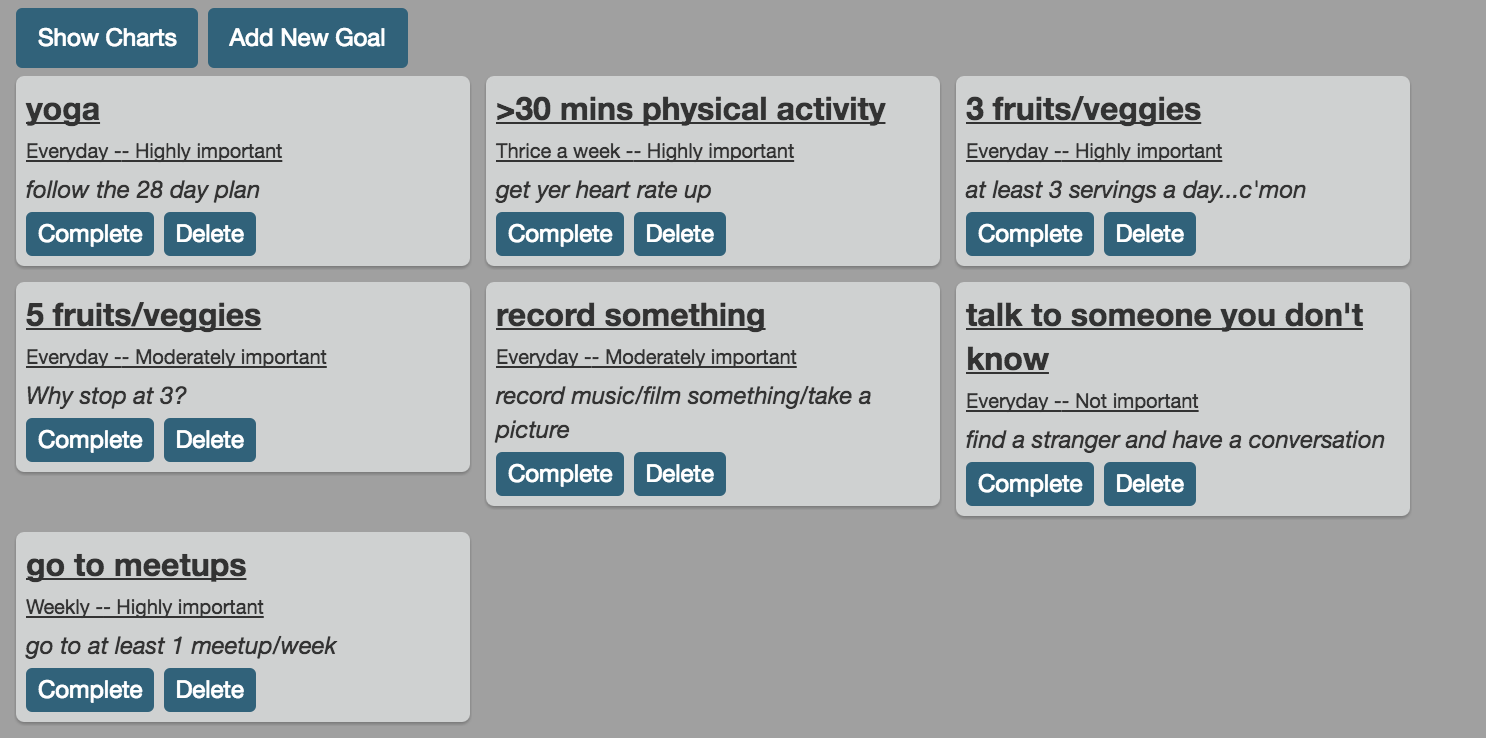 Show Charts
Add New Goal
yoga
Everyday -- Highly important
follow the 28 day plan
Complete
Delete
>30 mins physical activity
Thrice a week -- Highly important
get yer heart rate up
Complete
Delete
3 fruits/veggies
Everyday -- Highly important
at least 3 servings a day...c'mon
Complete
Delete
5 fruits/veggies
Everyday -- Moderately important
Why stop at 3?
Complete
Delete
record something
Everyday -- Moderately important
record music/film something/take a
picture
Complete
Delete
talk to someone you don't
know
Everyday -- Not important
find a stranger and have a conversation
Complete
Delete
go to meetups
Weekly -- Highly important
go to at least 1 meetup/week
Complete
Delete